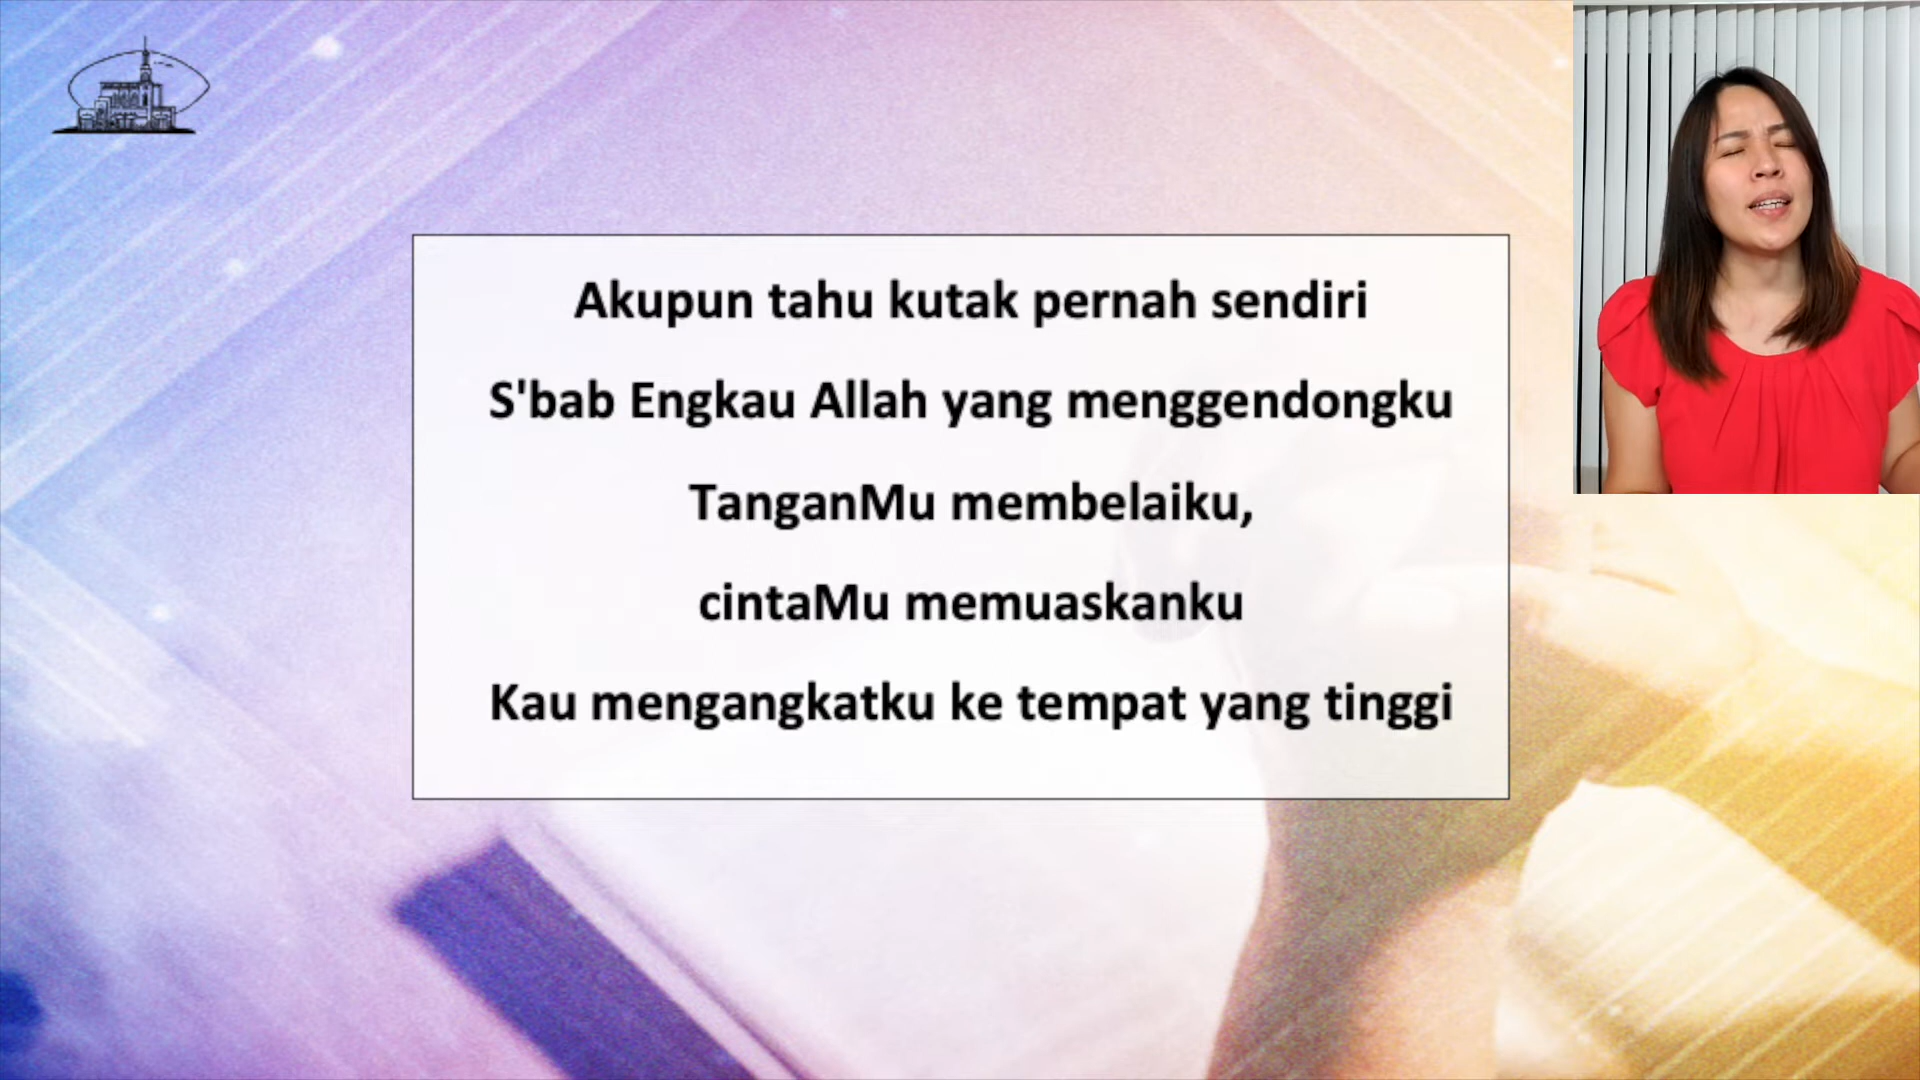 Akupun tahu kutak pernah sendiri
S'bab Engkau Allah yang menggendongku
TanganMu membelaiku,
cintaMu memuaskanku
Kau mengangkatku ke tempat yang tinggi